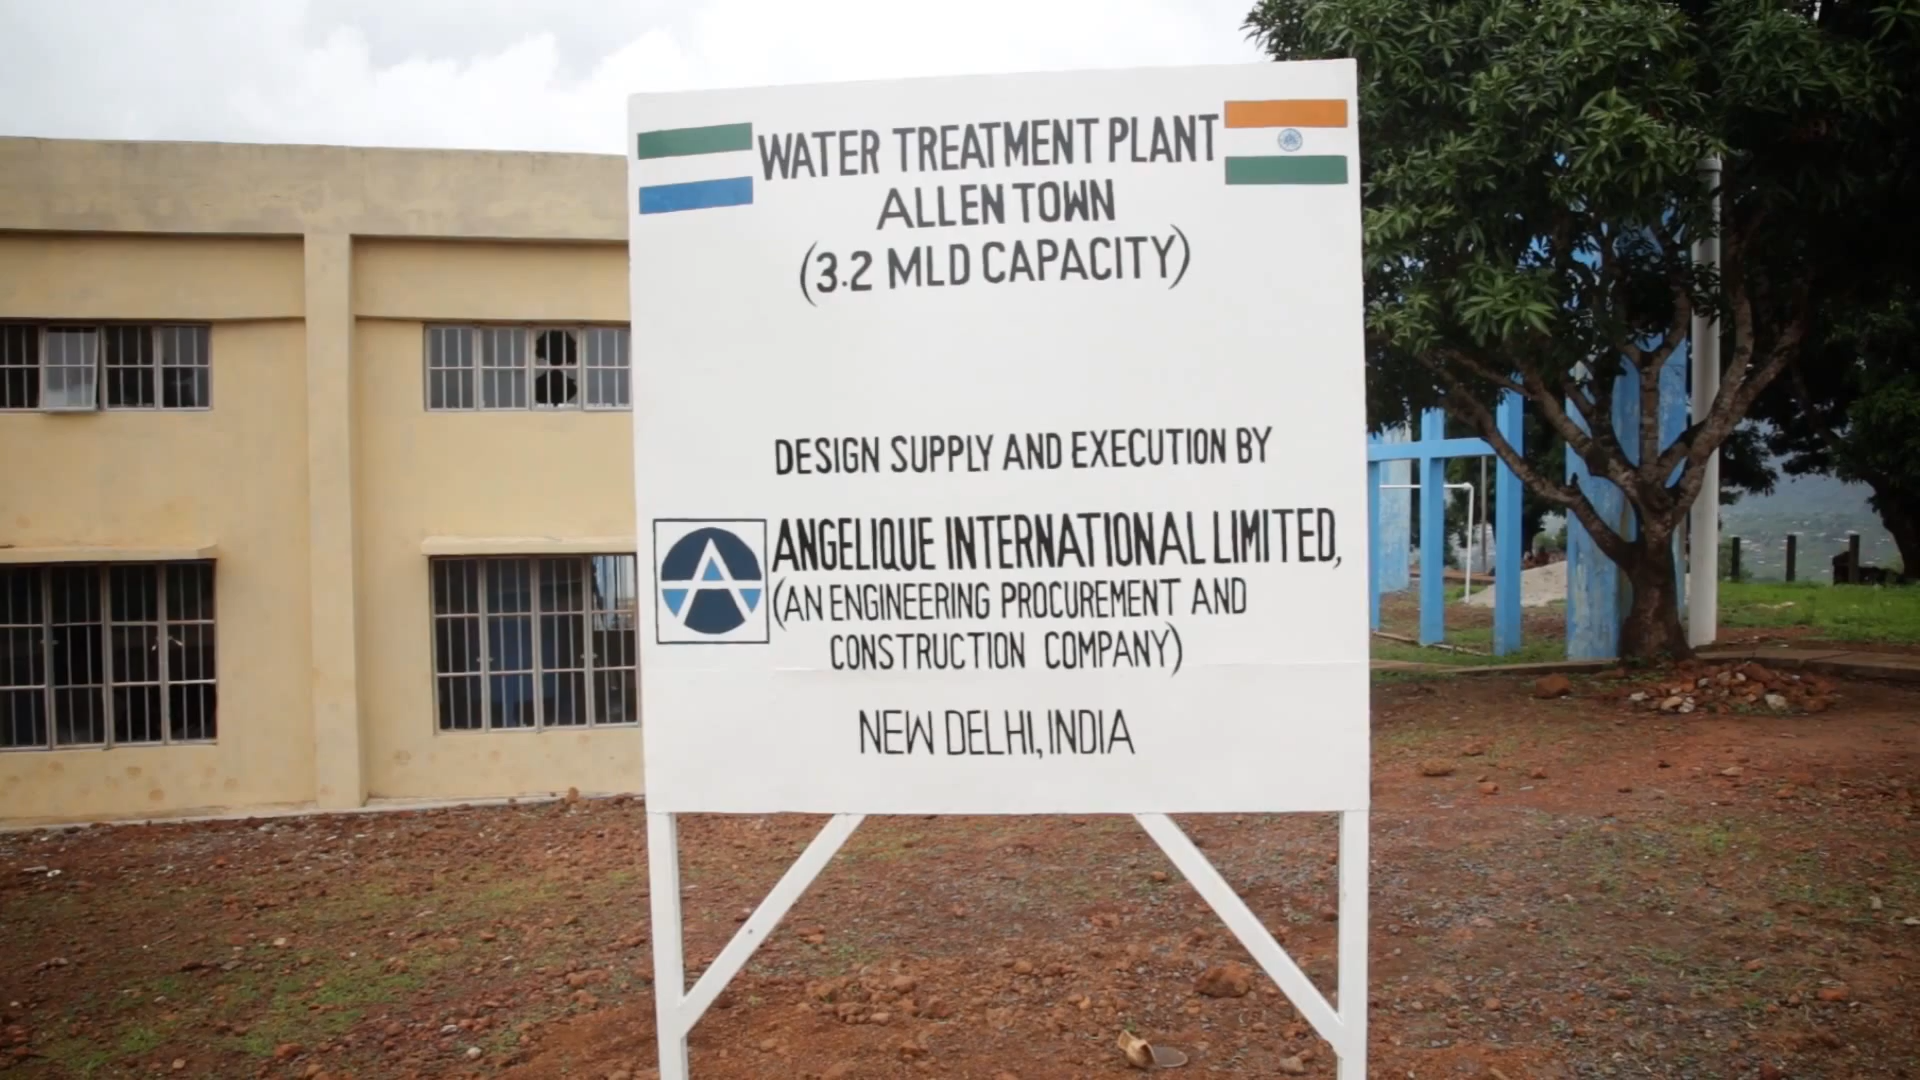 WATER TREATMENT PLANT
ALLEN TOWN
(3.2 MLD CAPACITY)
DESIGN SUPPLY AND EXECUTION BY
ANGELIQUE INTERNATIONAL LIMITED,
(AN ENGINEERING PROCUREMENT AND
CONSTRUCTION COMPANY)
NEW DELHI, INDIA